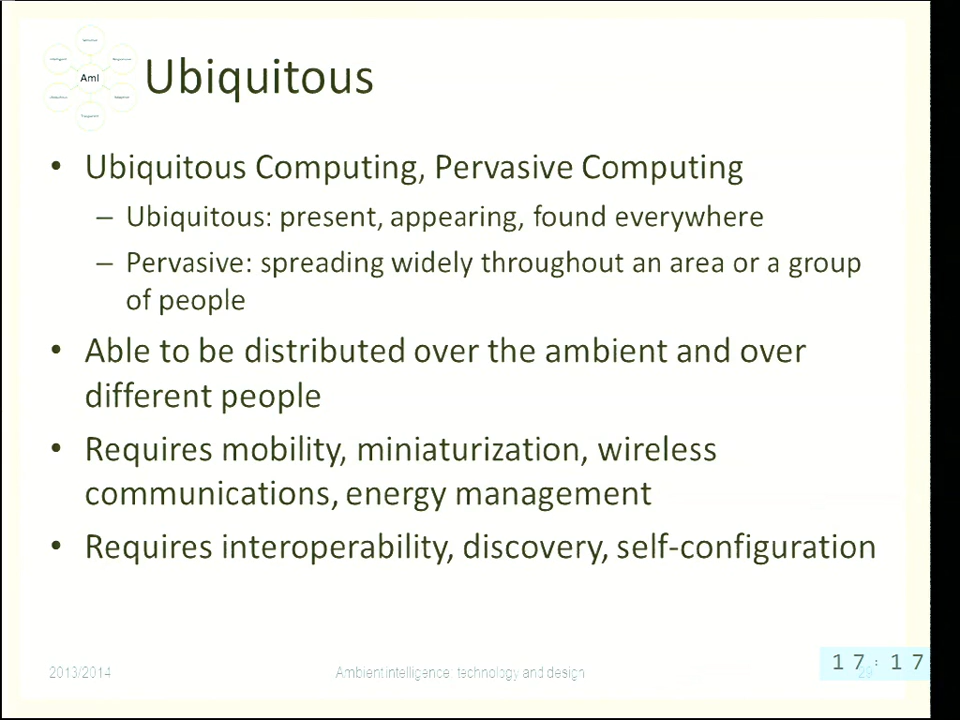 AmI
Ubiquitous
• Ubiquitous Computing, Pervasive Computing
– Ubiquitous: present, appearing, found everywhere
– Pervasive: spreading widely throughout an area or a group
of people
• Able to be distributed over the ambient and over
different people
• Requires mobility, miniaturization, wireless
communications, energy management
• Requires interoperability, discovery, self-configuration
2013/2014
Ambient intelligence: technology and design
29
17:17